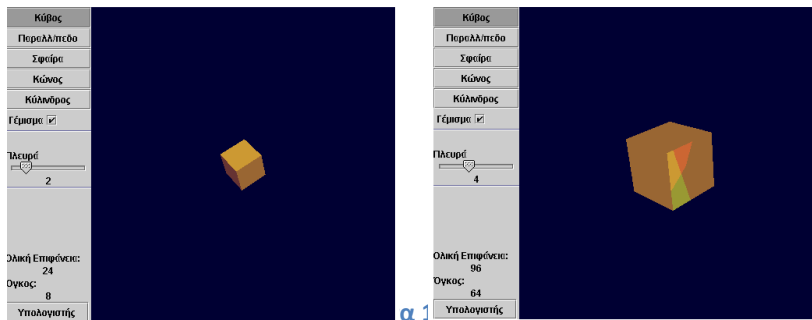 Κύβος
Παραλλ/πεδο
Σφαίρα
Κώνος
Κύλινδρος
Γέμισμα
Πλευρά
2
Ολική Επιφάνεια:
24
Όγκος:
8
Υπολογιστής
α 1
Κύβος
Παραλλ/πεδο
Σφαίρα
Κώνος
Κύλινδρος
Γέμισμα
Πλευρά
4
Ολική Επιφάνεια:
96
Όγκος:
64
Υπολογιστής